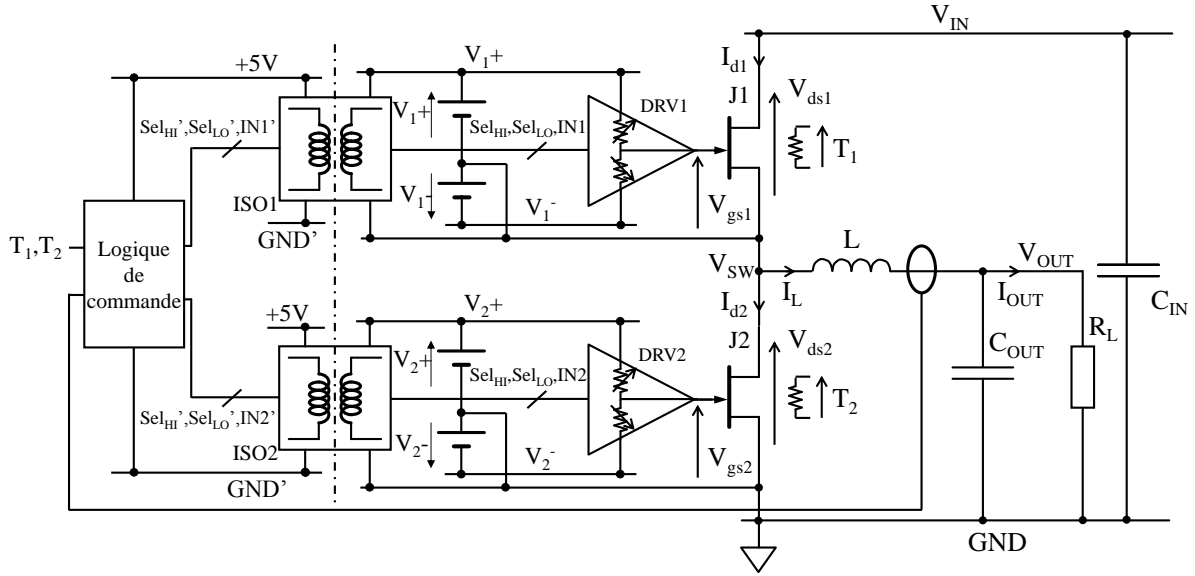 V_IN
+5V
V_1+
I_d1
J1
V_ds1
DRV1
V_1+
Sel_HI',Sel_LO',IN1'
Sel_HI,Sel_LO,IN1
T_1
V_1-
V_1-
V_gs1
ISO1
GND'
T_1,T_2
Logique
de
commande
V_SW
I_L
L
V_OUT
I_OUT
C_IN
+5V
V_2+
I_d2
J2
V_ds2
DRV2
V_2+
C_OUT
R_L
Sel_HI,Sel_LO,IN2
Sel_HI',Sel_LO',IN2'
T_2
V_2-
V_2-
V_gs2
ISO2
GND'
GND